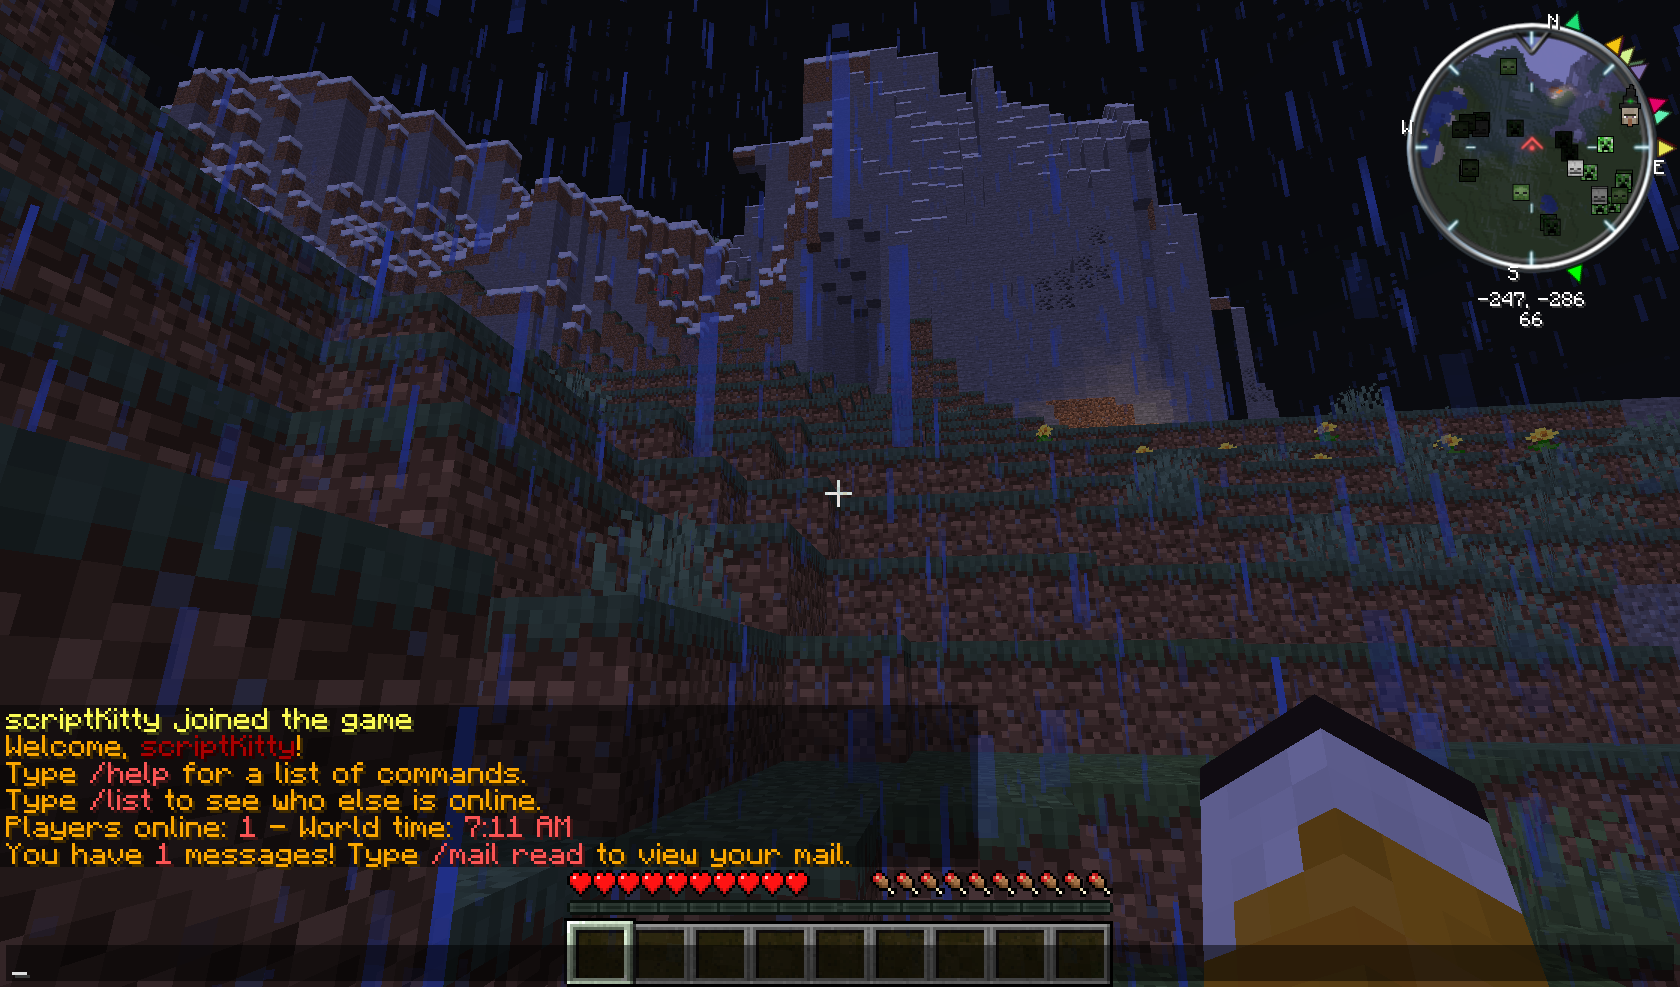 N
W
E
S
-247, -286
66
scriptKitty joined the game
Welcome, scriptKitty!
Type /help for a list of commands.
Type /list to see who else is online.
Players online: 1 - World time: 7:11 AM
You have 1 messages! Type /mail read to view your mail.
_